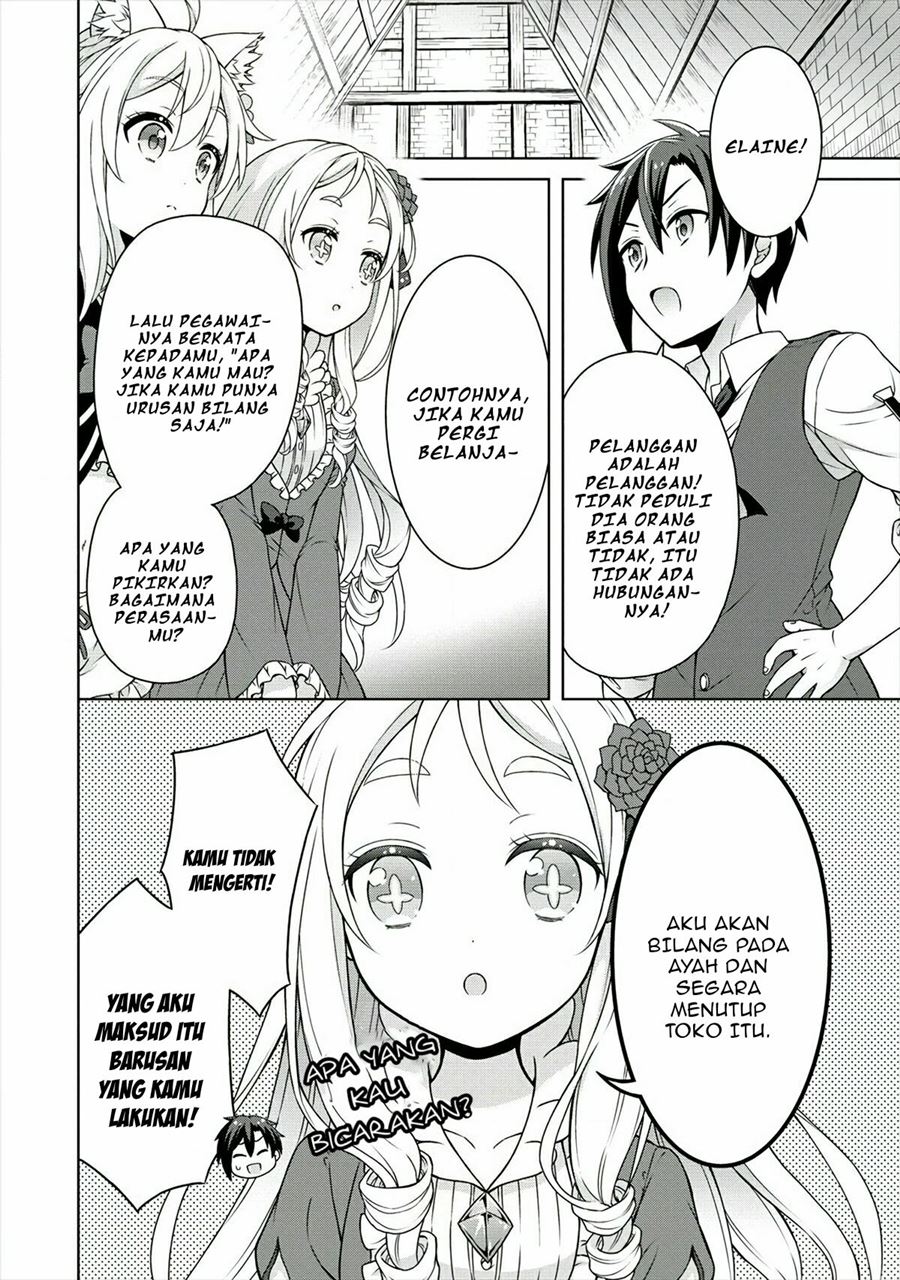 ELAINE!
PELANGGAN
ADALAH
PELANGGAN!
TIDAK PEDULI
DIA ORANG
BIASA ATAU
TIDAK, ITU
TIDAK ADA
HUBUNGAN-
NYA!
CONTOHNYA,
JIKA KAMU
PERGI
BELANJA-
LALU PEGAWAI-
NYA BERKATA
KEPADAMU, "APA
YANG KAMU MAU?
JIKA KAMU PUNYA
URUSAN BILANG
SAJA!"
APA YANG
KAMU
PIKIRKAN?
BAGAIMANA
PERASAAN-
MU?
AKU AKAN
BILANG PADA
AYAH DAN
SEGARA
MENUTUP
TOKO ITU.
APA YANG
KAU
BICARAKAN?
KAMU TIDAK
MENGERTI!
YANG AKU
MAKSUD ITU
BARUSAN
YANG KAMU
LAKUKAN!